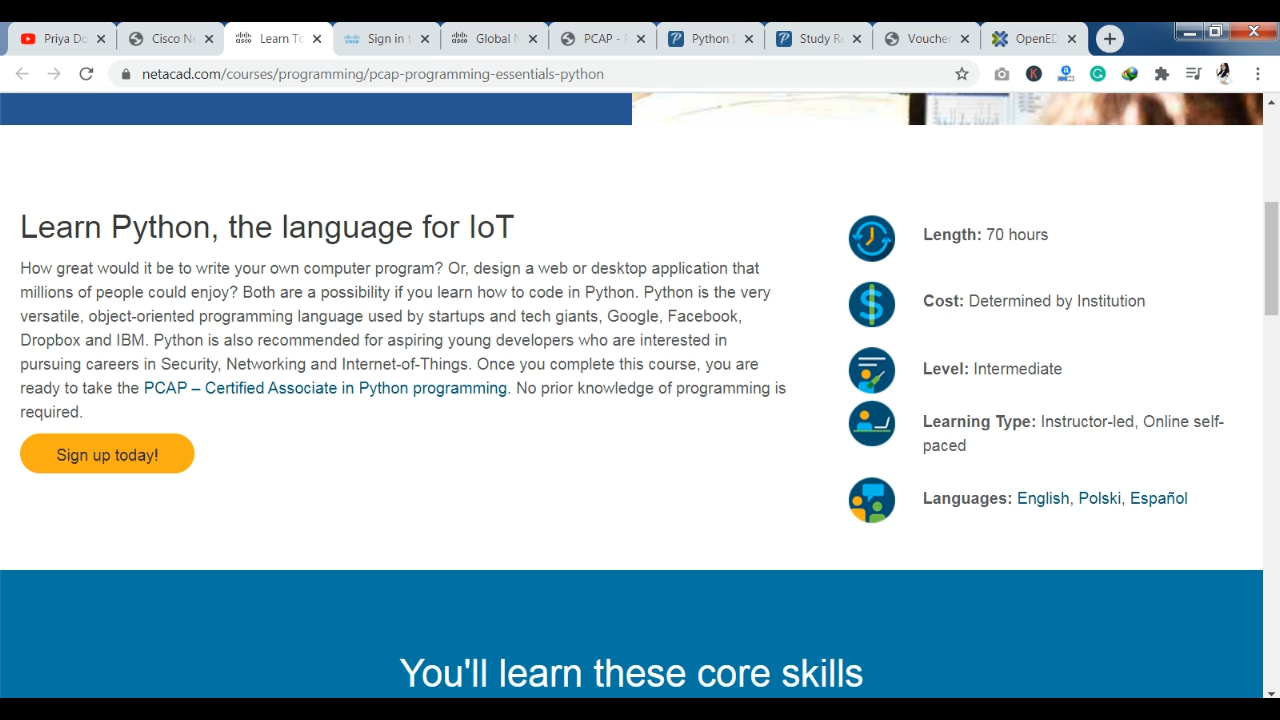 Priya Do
Cisco Ne
Learn To
Sign in t
Global N
PCAP - P
Python I
Study Ra
Voucher
OpenED
netacad.com/courses/programming/pcap-programming-essentials-python
Learn Python, the language for IoT
How great would it be to write your own computer program? Or, design a web or desktop application that
millions of people could enjoy? Both are a possibility if you learn how to code in Python. Python is the very
versatile, object-oriented programming language used by startups and tech giants, Google, Facebook,
Dropbox and IBM. Python is also recommended for aspiring young developers who are interested in
pursuing careers in Security, Networking and Internet-of-Things. Once you complete this course, you are
ready to take the PCAP – Certified Associate in Python programming. No prior knowledge of programming is
required.
Sign up today!
Length: 70 hours
Cost: Determined by Institution
Level: Intermediate
Learning Type: Instructor-led, Online self-
paced
Languages: English, Polski, Español
You'll learn these core skills